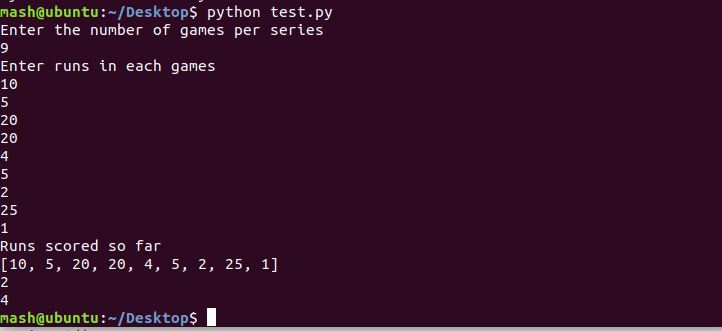 mash@ubuntu:~/Desktop$ python test.py
Enter the number of games per series
9
Enter runs in each games
10
5
20
20
4
5
2
25
1
Runs scored so far
[10, 5, 20, 20, 4, 5, 2, 25, 1]
2
4
mash@ubuntu:~/Desktop$